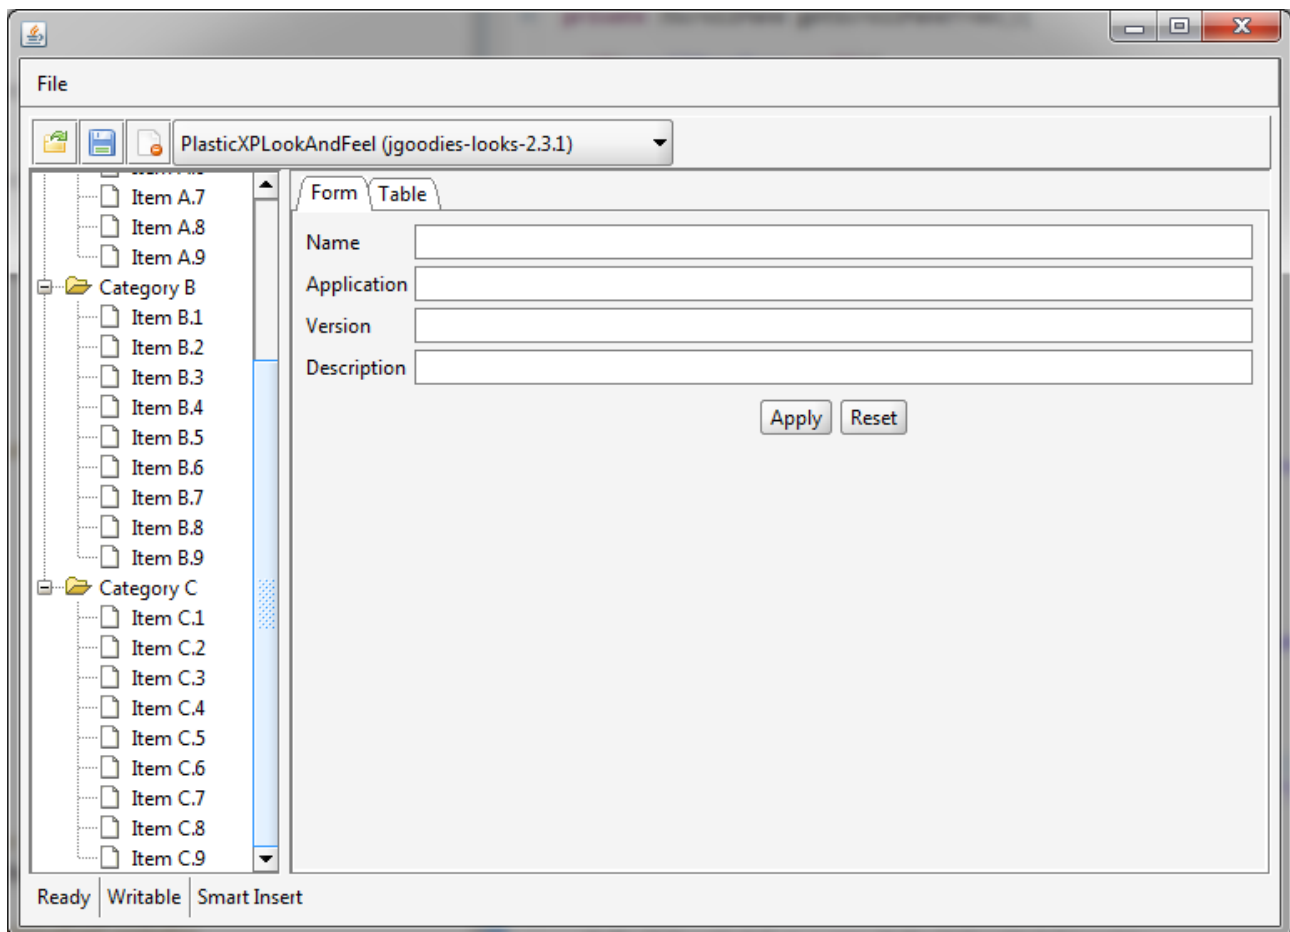 File
PlasticXPLookAndFeel (jgoodies-looks-2.3.1)
Item A.7
Item A.8
Item A.9
Category B
Item B.1
Item B.2
Item B.3
Item B.4
Item B.5
Item B.6
Item B.7
Item B.8
Item B.9
Category C
Item C.1
Item C.2
Item C.3
Item C.4
Item C.5
Item C.6
Item C.7
Item C.8
Item C.9
Form Table
Name
Application
Version
Description
Apply Reset
Ready Writable Smart Insert